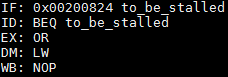 IF: 0x00200824 to_be_stalled
ID: BEQ to_be_stalled
EX: OR
DM: LW
WB: NOP